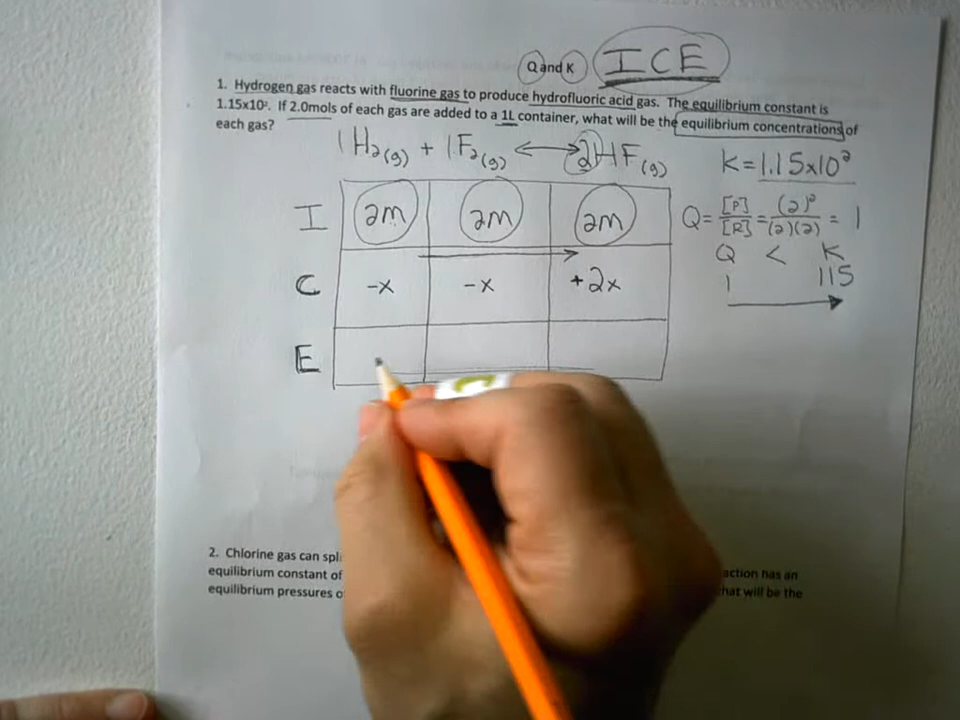 Q and K ICE
1. Hydrogen gas reacts with fluorine gas to produce hydrofluoric acid gas. The equilibrium constant is
1.15x10². If 2.0mols of each gas are added to a 1L container, what will be the equilibrium concentrations of
each gas?
1H₂(g) + 1F₂(g) ⟷ 2HF(g) K = 1.15x10²
I 2M 2M 2M Q = [P]/[R] = (2)²/(2)(2) = 1
Q < K
C -x -x +2x 1 115
E
2. Chlorine gas can spl
action has an
equilibrium constant of
equilibrium pressures o
hat will be the